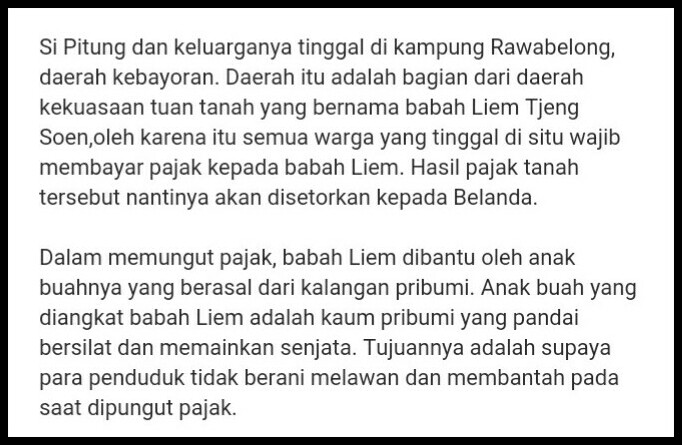 Si Pitung dan keluarganya tinggal di kampung Rawabelong,
daerah kebayoran. Daerah itu adalah bagian dari daerah
kekuasaan tuan tanah yang bernama babah Liem Tjeng
Soen,oleh karena itu semua warga yang tinggal di situ wajib
membayar pajak kepada babah Liem. Hasil pajak tanah
tersebut nantinya akan disetorkan kepada Belanda.
Dalam memungut pajak, babah Liem dibantu oleh anak
buahnya yang berasal dari kalangan pribumi. Anak buah yang
diangkat babah Liem adalah kaum pribumi yang pandai
bersilat dan memainkan senjata. Tujuannya adalah supaya
para penduduk tidak berani melawan dan membantah pada
saat dipungut pajak.